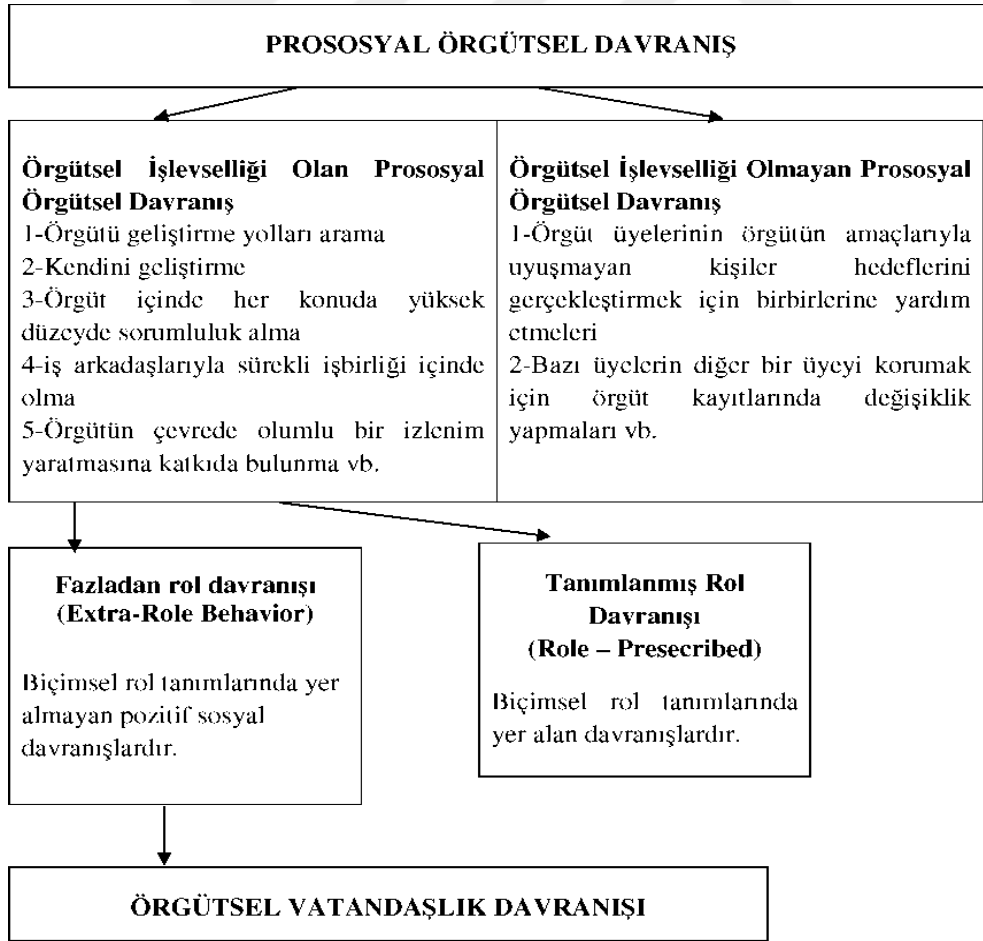 PROSOSYAL ÖRGÜTSEL DAVRANIŞ
Örgütsel İşlevselliği Olan Prososyal
Örgütsel Davranış
1-Örgütü geliştirme yolları arama
2-Kendini geliştirme
3-Örgüt içinde her konuda yüksek
düzeyde sorumluluk alma
4-iş arkadaşlarıyla sürekli işbirliği içinde
olma
5-Örgütün çevrede olumlu bir izlenim
yaratmasına katkıda bulunma vb.
Örgütsel İşlevselliği Olmayan Prososyal
Örgütsel Davranış
1-Örgüt üyelerinin örgütün amaçlarıyla
uyuşmayan kişiler hedeflerini
gerçekleştirmek için birbirlerine yardım
etmeleri
2-Bazı üyelerin diğer bir üyeyi korumak
için örgüt kayıtlarında değişiklik
yapmaları vb.
Fazladan rol davranışı
(Extra-Role Behavior)
Biçimsel rol tanımlarında yer
almayan pozitif sosyal
davranışlardır.
Tanımlanmış Rol
Davranışı
(Role – Presecribed)
Biçimsel rol tanımlarında
yer alan davranışlardır.
ÖRGÜTSEL VATANDAŞLIK DAVRANIŞI